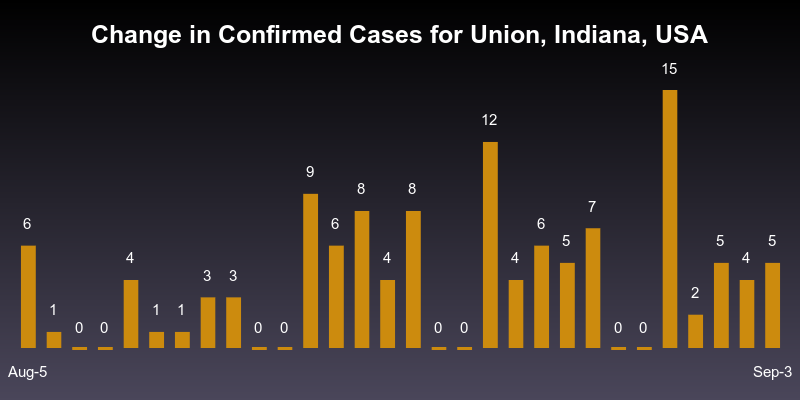 Change in Confirmed Cases for Union, Indiana, USA
6 1 0 0 4 1 1 3 3 0 0 9 6 8 4 8 0 0 12 4 6 5 7 0 0 15 2 5 4 5
Aug-5 Sep-3